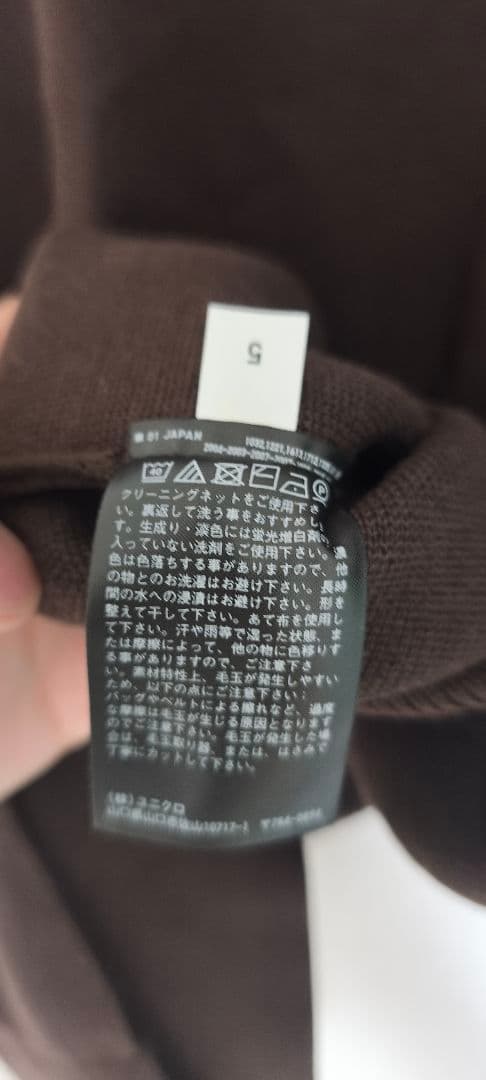 5
01 JAPAN
40
クリーニングネットをご使用下さ
い。裏返して洗う事をおすすめし
す。生成り・淡色には蛍光増白剤の
入っていない洗剤をご使用下さい。濃
色は色落ちする事がありますので、他
の物とのお洗濯はお避け下さい。長時
間の水への浸漬はお避け下さい。形を
整えて干して下さい。あて布を使用し
て下さい。汗や雨等で湿った状態、ま
たは摩擦によって、他の物に色移りす
る事がありますので、ご注意下さ
い。素材特性上、毛玉が発生しやすい
ため、以下の点にご注意下さい:
バッグやベルトによる擦れなど、過度
な摩擦は毛玉が生じる原因となります
のでご注意下さい。毛玉が発生した場
合は、毛玉取り器、または、はさみで
丁寧にカットして下さい。
(株)ユニクロ
山口県山口市佐山10717-1